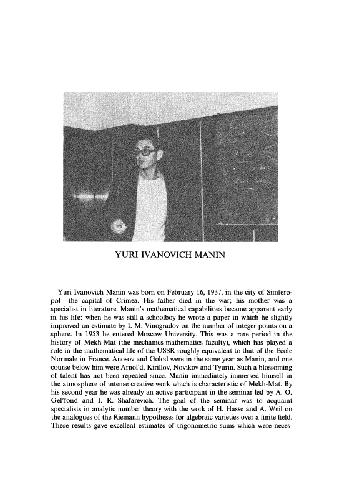 YURI IVANOVICH MANIN
Yuri Ivanovich Manin was born on February 16, 1937, in the city of Simfero-
pol the capital of Crimea. His father died in the war; his mother was a
specialist in literature. Manin's mathematical capabilities became apparent early
in his life: when he was still a schoolboy he wrote a paper in which he slightly
improved an estimate by I. M. Vinogradov on the number of integer points on a
sphere. In 1953 he entered Moscow University. This was a rare period in the
history of Mekh-Mat (the mechanics-mathematics faculty), which has played a
role in the mathematical life of the USSR roughly equivalent to that of the Ecole
Normale in France. Anosov and Golod were in the same year as Manin, and one
course below him were Arnol'd, Kirillov, Novikov and Tyurin. Such a blossoming
of talent has not been repeated since. Manin immediately immersed himself in
the atmosphere of intense creative work which is characteristic of Mekh-Mat. By
his second year he was already an active participant in the seminar led by A. O.
Gel'fond and I. R. Shafarevich. The goal of the seminar was to acquaint
specialists in analytic number theory with the work of H. Hasse and A. Weil on
the analogues of the Riemann hypothesis for algebraic varieties over a finite field.
These results gave excellent estimates of trigonometric sums which were neces-